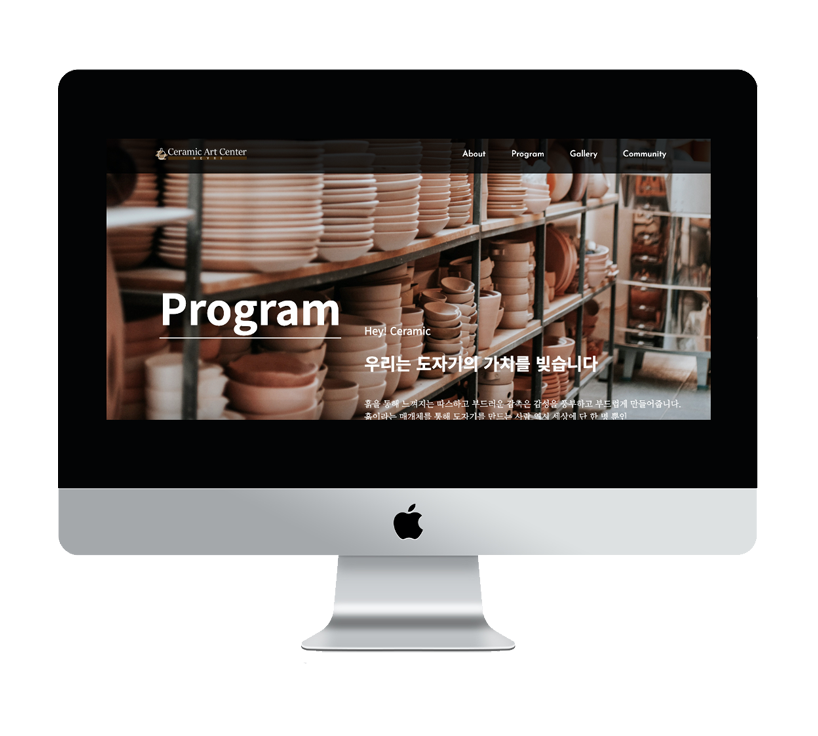 Ceramic Art Center
About Program Gallery Community
Program
Hey! Ceramic
우리는 도자기의 가치를 빚습니다
흙을 통해 느껴지는 따스하고 부드러운 감촉은 감성을 풍부하고 부드럽게 만들어줍니다.
흙이라는 매개체를 통해 도자기를 만드는 사람 역시 세상에 단 한 명 뿐인